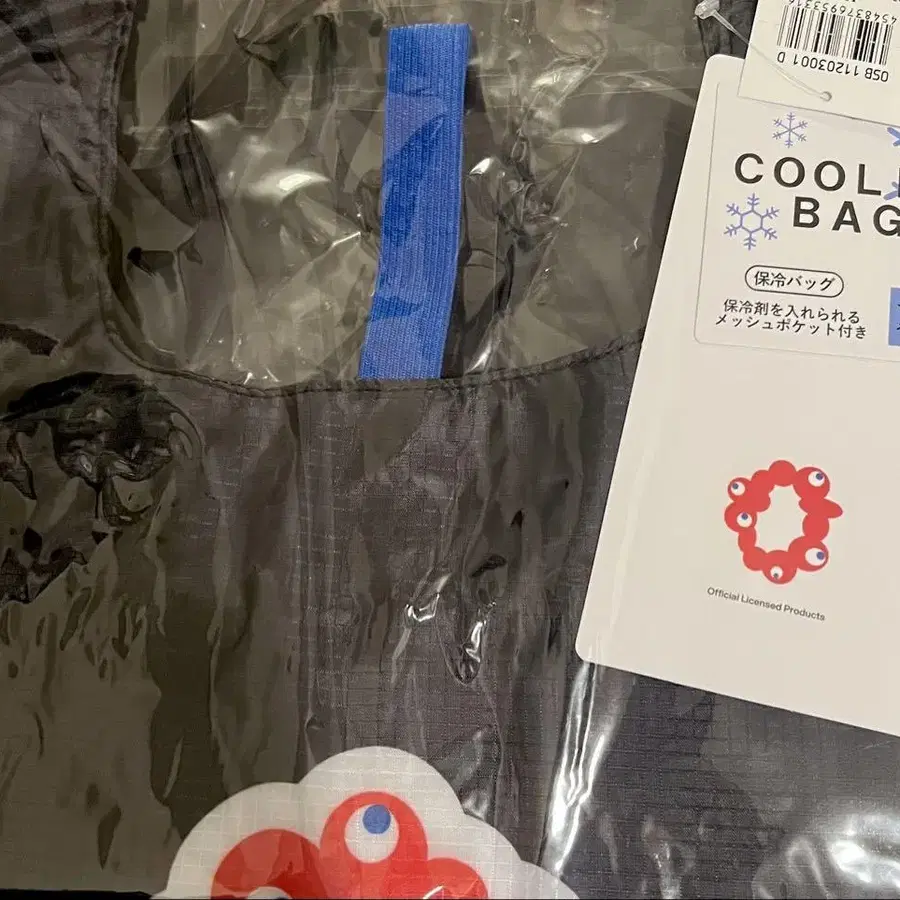 OSB 11203001 D
COOL
BAG
保冷バッグ
保冷剤を入れられる
メッシュポケット付き
Official Licensed Products